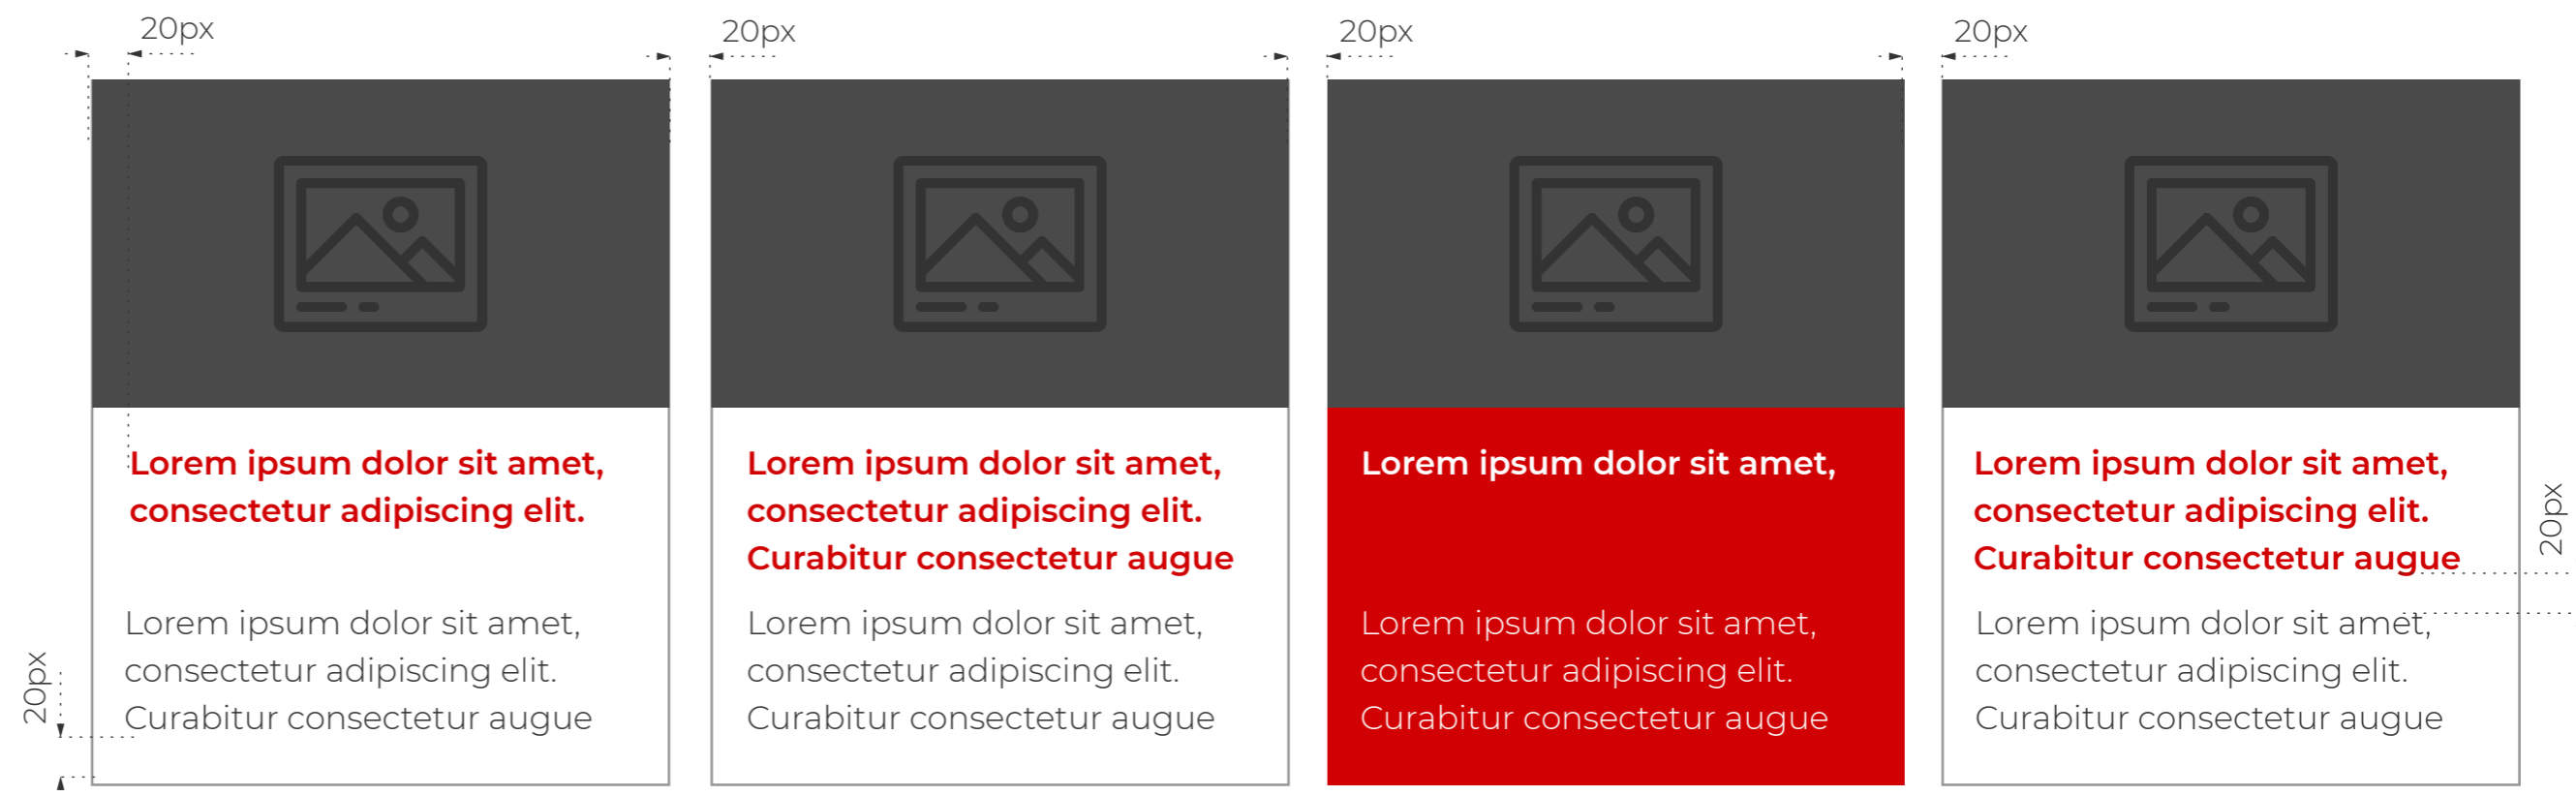 20px
20px
20px
20px
Lorem ipsum dolor sit amet,
consectetur adipiscing elit.
Lorem ipsum dolor sit amet,
consectetur adipiscing elit.
Curabitur consectetur augue
20px
Lorem ipsum dolor sit amet,
consectetur adipiscing elit.
Curabitur consectetur augue
Lorem ipsum dolor sit amet,
consectetur adipiscing elit.
Curabitur consectetur augue
Lorem ipsum dolor sit amet,
Lorem ipsum dolor sit amet,
consectetur adipiscing elit.
Curabitur consectetur augue
Lorem ipsum dolor sit amet,
consectetur adipiscing elit.
Curabitur consectetur augue
Lorem ipsum dolor sit amet,
consectetur adipiscing elit.
Curabitur consectetur augue
20px